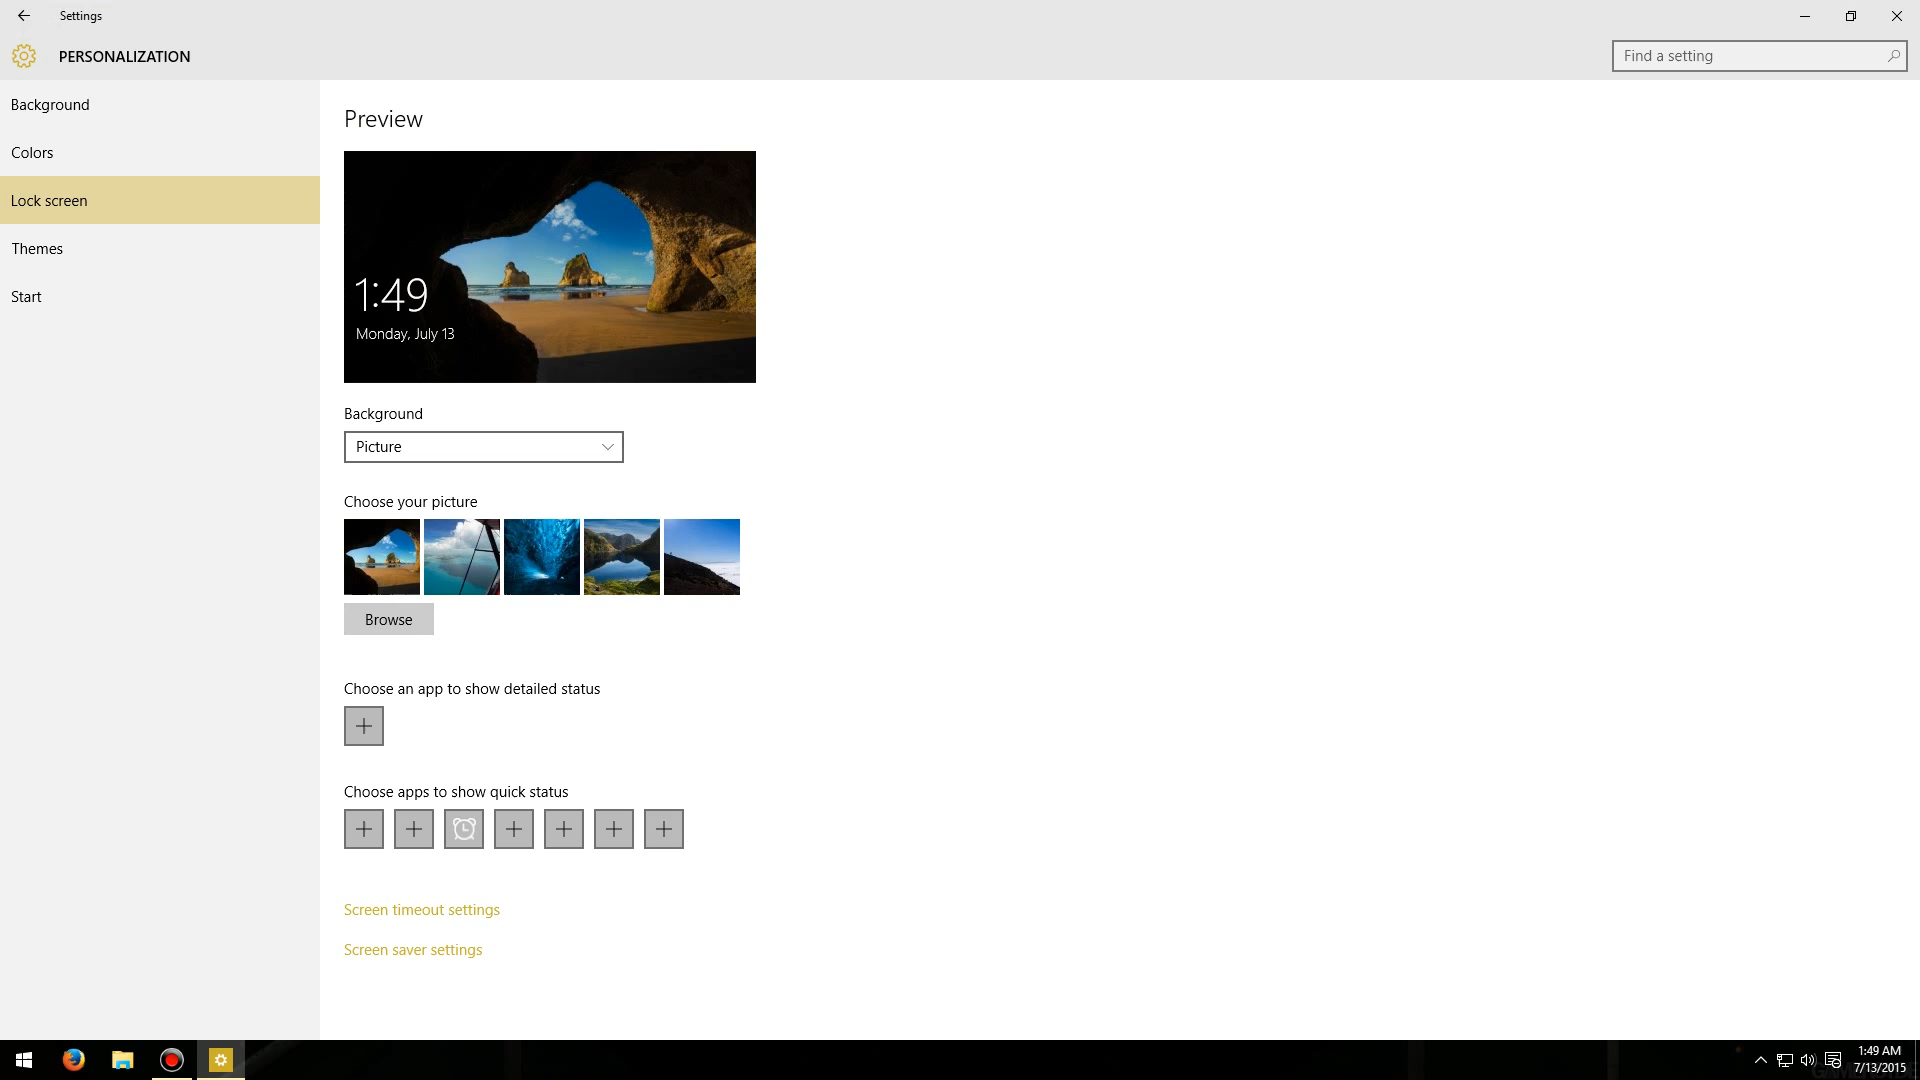 Settings
PERSONALIZATION
Find a setting
Background
Colors
Lock screen
Themes
Start
Preview
1:49
Monday, July 13
Background
Picture
Choose your picture
Browse
Choose an app to show detailed status
Choose apps to show quick status
Screen timeout settings
Screen saver settings
1:49 AM
7/13/2015